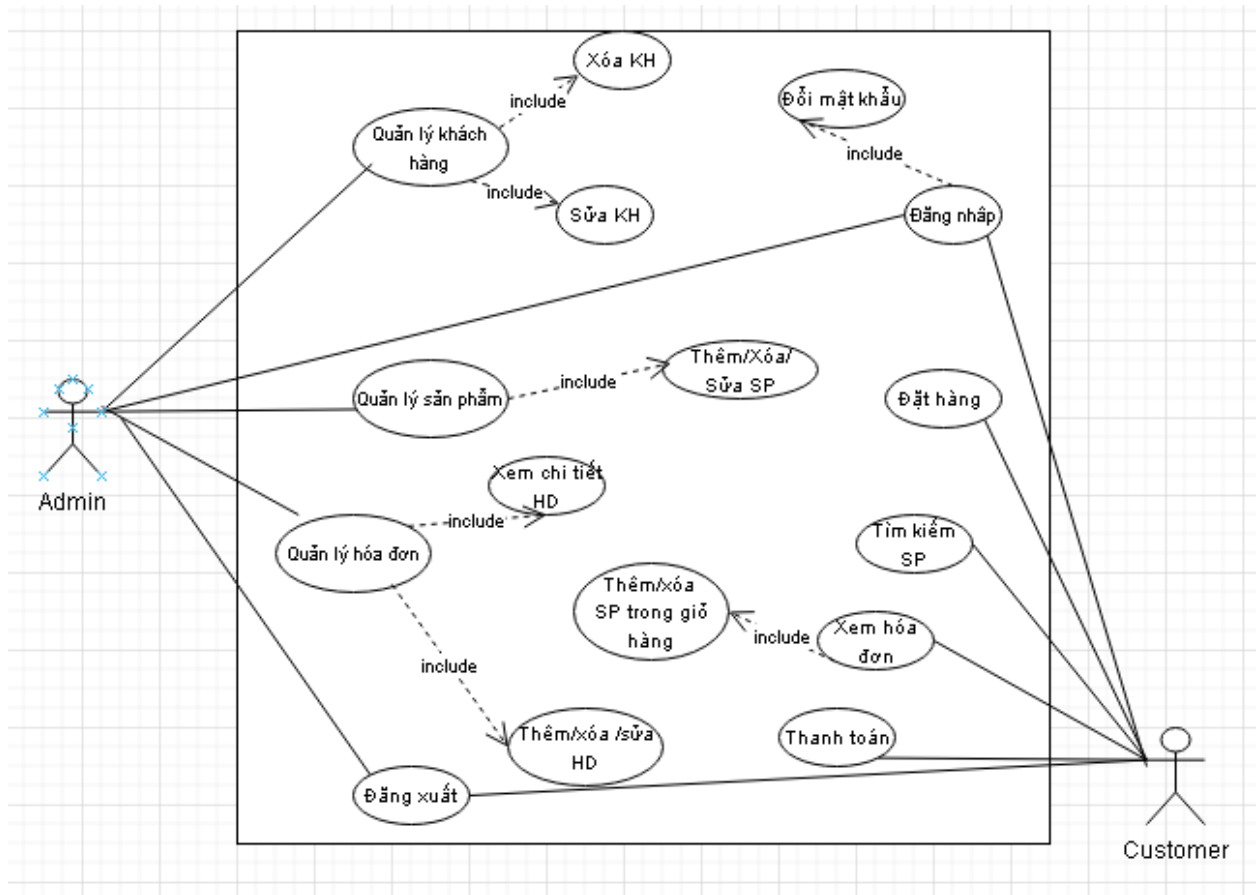 Xóa KH
include
Quản lý khách
hàng
include
Sửa KH
Đổi mật khẩu
include
Đăng nhâp
Thêm/Xóa/
Sửa SP
include
Quản lý sản phẩm
Đặt hàng
Admin
Xem chi tiết
HD
include
Quản lý hóa đơn
Tìm kiếm
SP
Thêm/xóa
SP trong giỏ
hàng
include
Xem hóa
đơn
include
Thêm/xóa /sửa
HD
Thanh toán
Đăng xuất
Customer